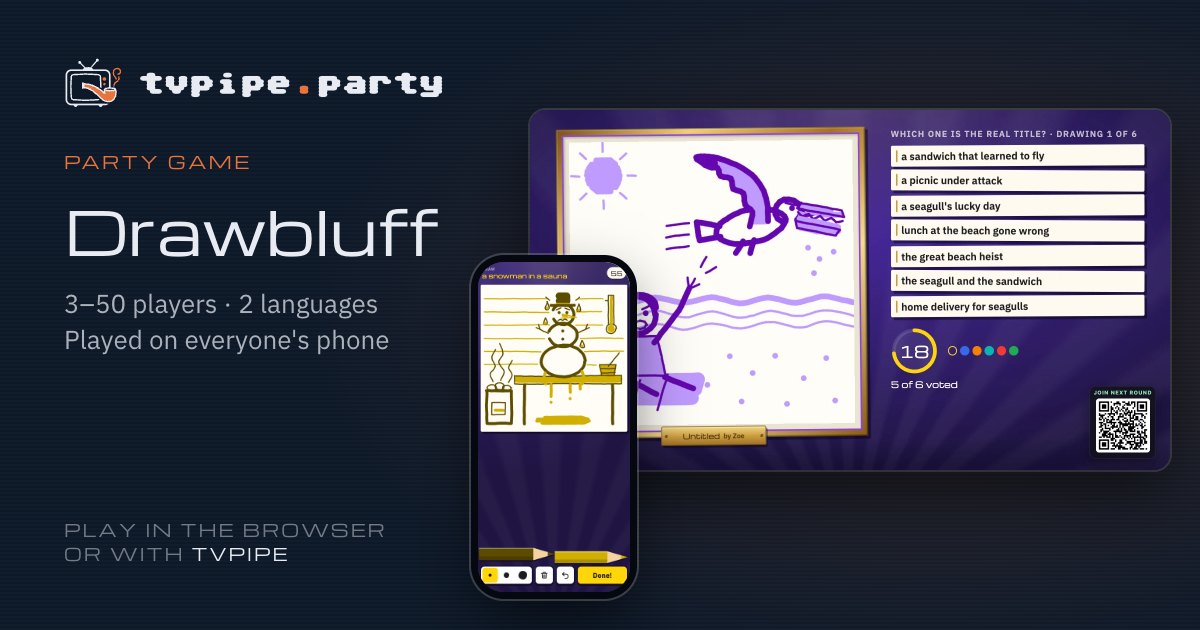 tvpipe.party
PARTY GAME
Drawbluff
3–50 players · 2 languages
Played on everyone's phone
PLAY IN THE BROWSER
OR WITH TVPIPE
a snowman in a sauna
55
Done!
Untitled by Zoe
WHICH ONE IS THE REAL TITLE? · DRAWING 1 OF 6
a sandwich that learned to fly
a picnic under attack
a seagull's lucky day
lunch at the beach gone wrong
the great beach heist
the seagull and the sandwich
home delivery for seagulls
18
5 of 6 voted
JOIN NEXT ROUND